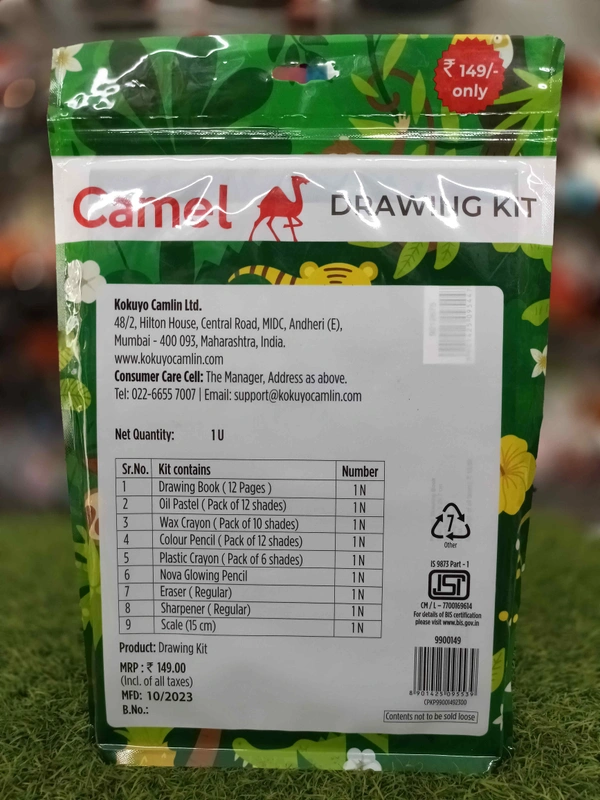 ₹ 149/-
only
Camel DRAWING KIT
Kokuyo Camlin Ltd.
48/2, Hilton House, Central Road, MIDC, Andheri (E),
Mumbai - 400 093, Maharashtra, India.
www.kokuyocamlin.com
Consumer Care Cell: The Manager, Address as above.
Tel: 022-6655 7007 | Email: support@kokuyocamlin.com
Net Quantity: 1 U
Sr.No. Kit contains Number
1 Drawing Book ( 12 Pages ) 1 N
2 Oil Pastel ( Pack of 12 shades) 1 N
3 Wax Crayon ( Pack of 10 shades) 1 N
4 Colour Pencil ( Pack of 12 shades) 1 N
5 Plastic Crayon ( Pack of 6 shades) 1 N
6 Nova Glowing Pencil 1 N
7 Eraser ( Regular) 1 N
8 Sharpener ( Regular) 1 N
9 Scale (15 cm) 1 N
7
Other
IS 9873 Part - 1
ISI
CM / L – 7700169614
For details of BIS certification
please visit www.bis.gov.in
Product: Drawing Kit
MRP : ₹ 149.00
(Incl. of all taxes)
MFD: 10/2023
B.No.:
9900149
8 901425 093539
CPKP99001492300
Contents not to be sold loose